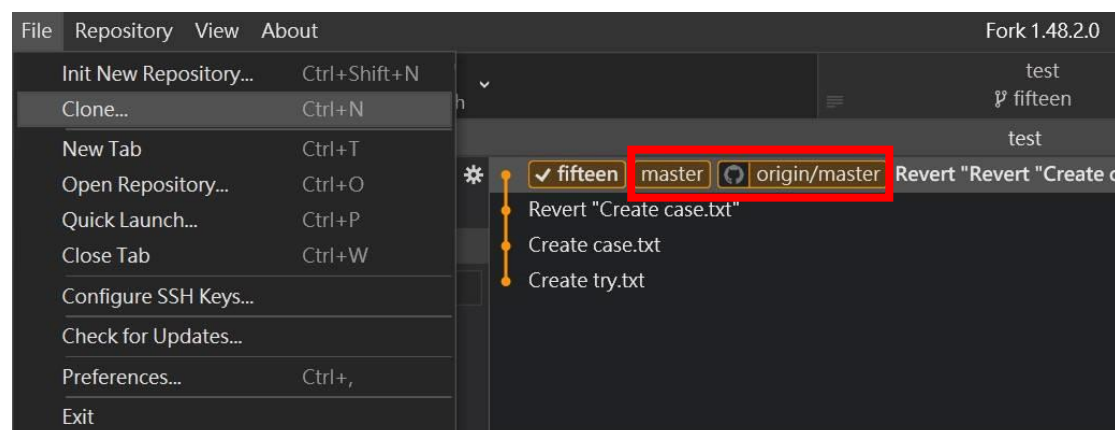 File Repository View About Fork 1.48.2.0
Init New Repository... Ctrl+Shift+N
Clone... Ctrl+N
New Tab Ctrl+T
Open Repository... Ctrl+O
Quick Launch... Ctrl+P
Close Tab Ctrl+W
Configure SSH Keys...
Check for Updates...
Preferences... Ctrl+,
Exit
h
test
fifteen
test
fifteen master origin/master Revert "Revert "Create
Revert "Create case.txt"
Create case.txt
Create try.txt